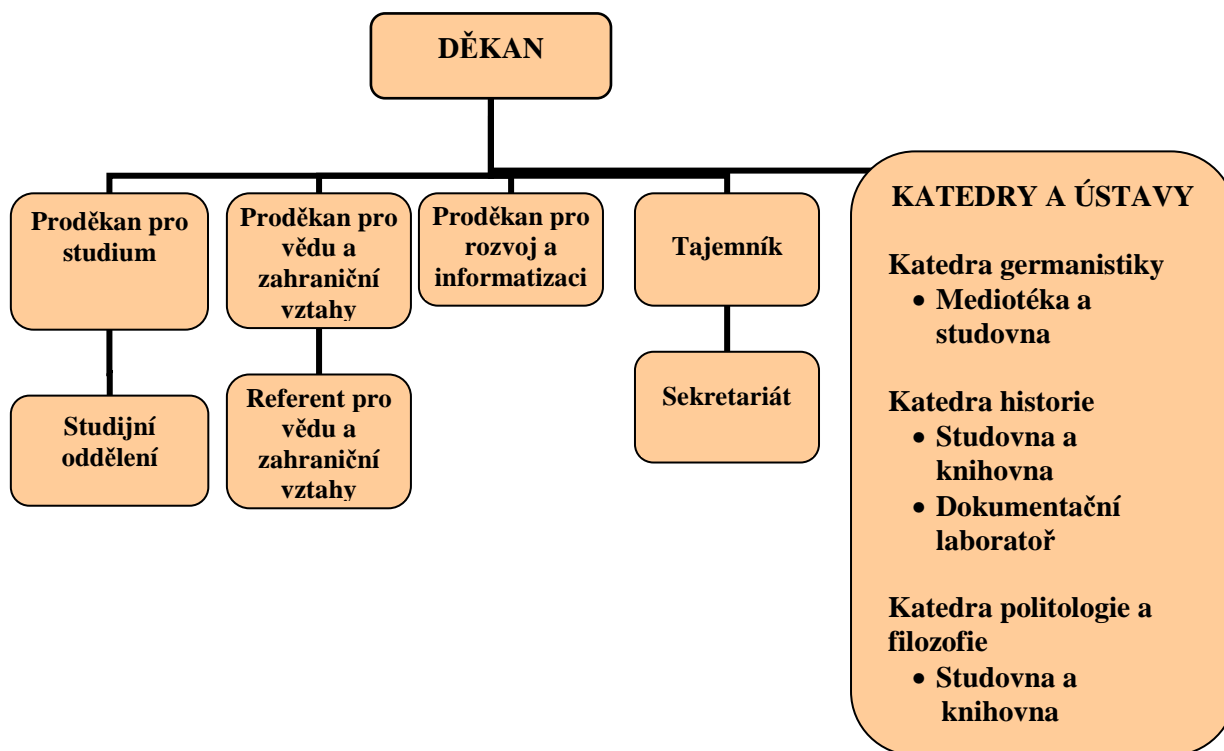 DĚKAN
Proděkan pro
studium
Proděkan pro
vědu a
zahraniční
vztahy
Proděkan pro
rozvoj a
informatizaci
Tajemník
Studijní
oddělení
Referent pro
vědu a
zahraniční
vztahy
Sekretariát
KATEDRY A ÚSTAVY
Katedra germanistiky
• Mediotéka a
studovna
Katedra historie
• Studovna a
knihovna
• Dokumentační
laboratoř
Katedra politologie a
filozofie
• Studovna a
knihovna